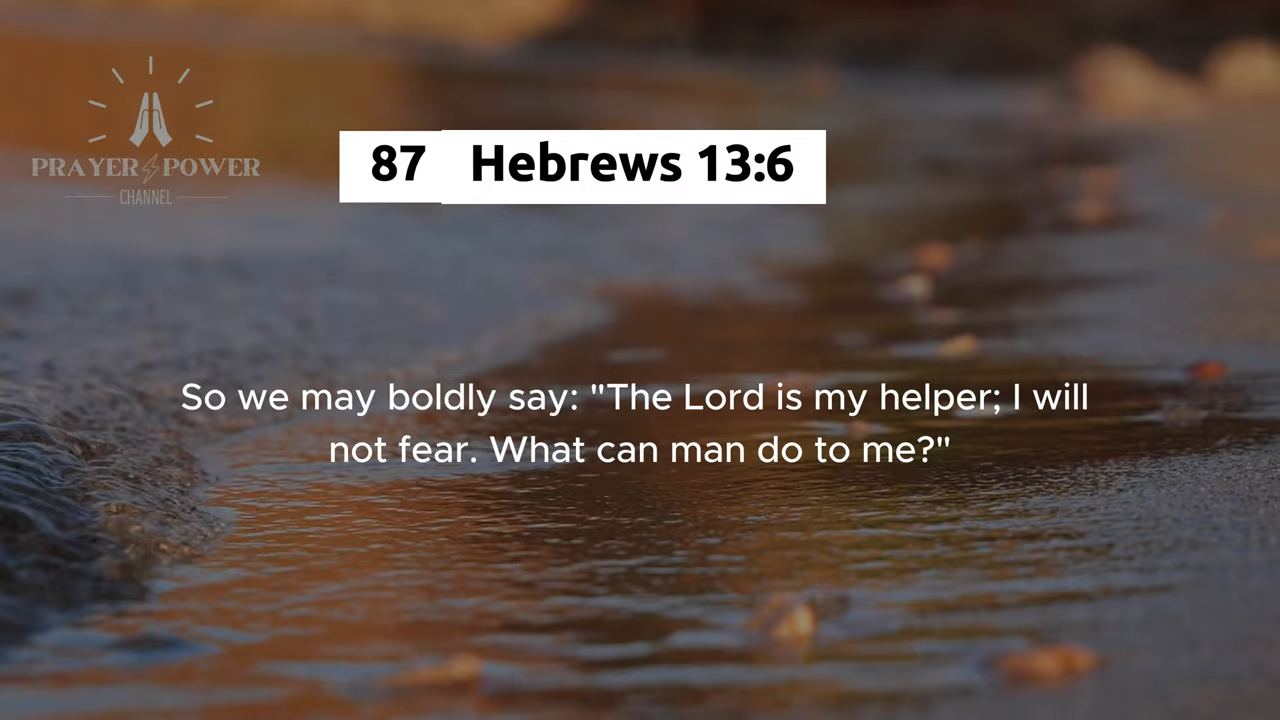 PRAYER POWER
CHANNEL
87 Hebrews 13:6
So we may boldly say: "The Lord is my helper; I will
not fear. What can man do to me?"